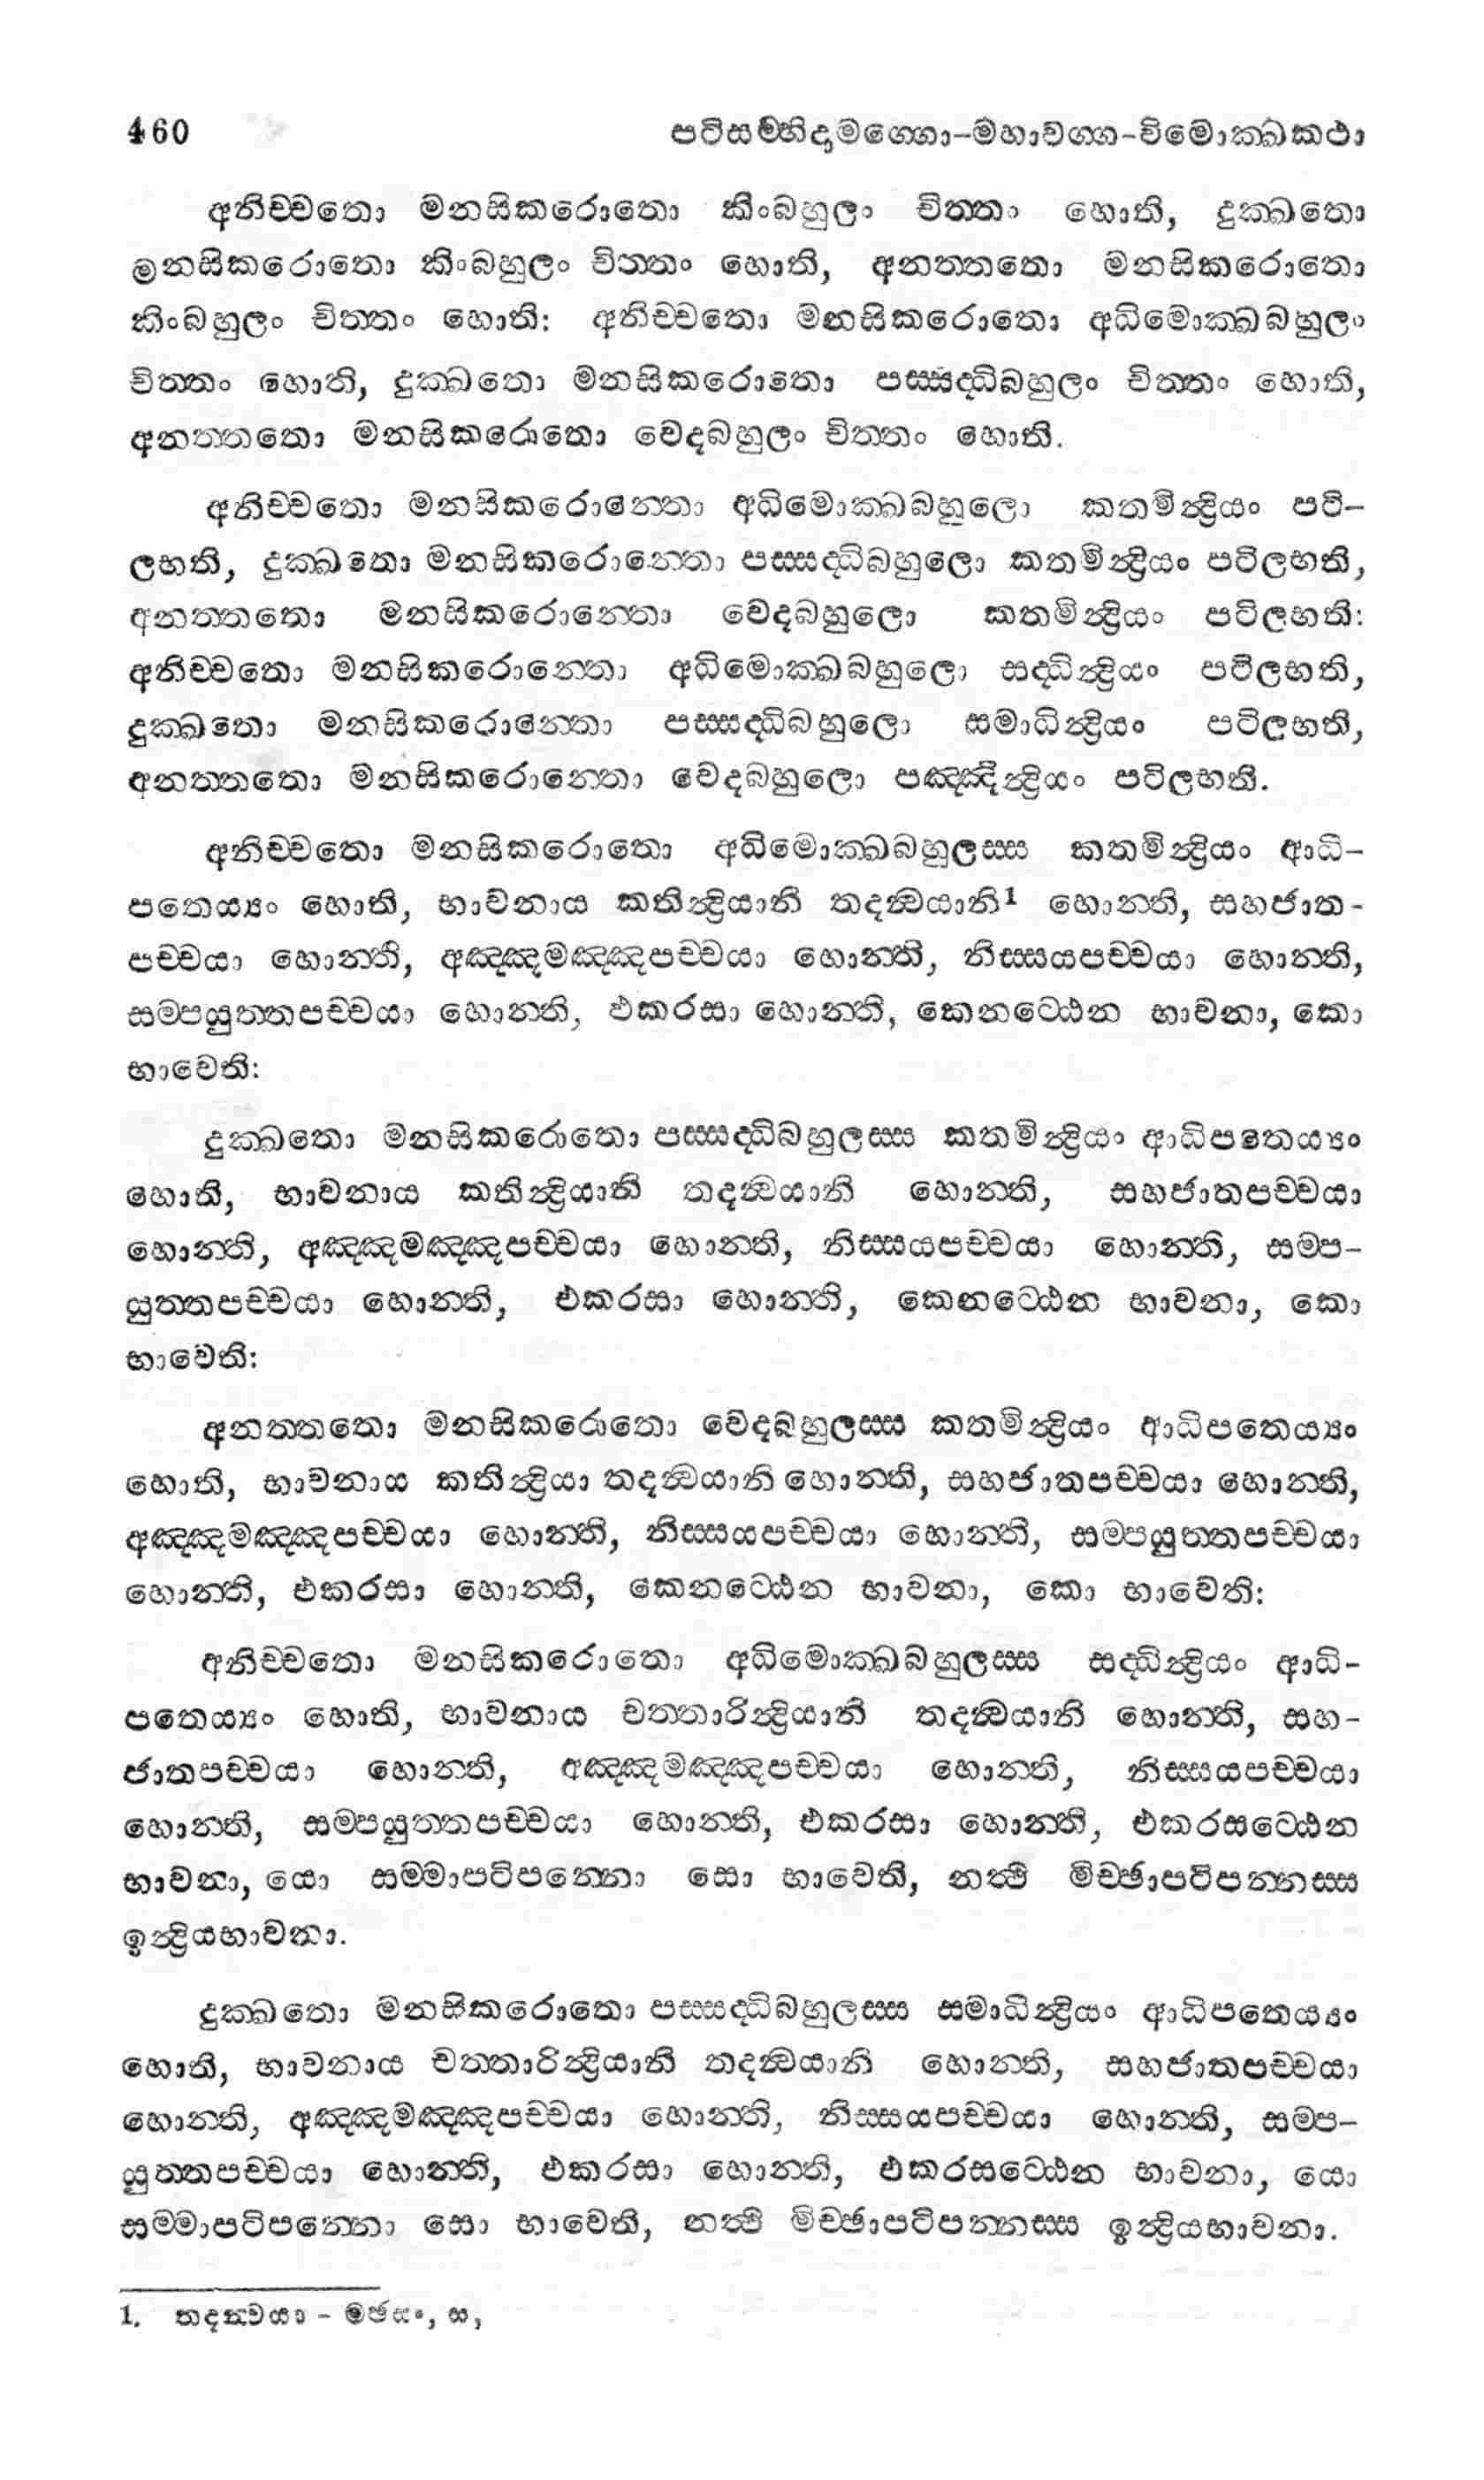 460 පටිසම්භිදාමග්ගො-මහාවග්ග-විමොක්ඛකථා
අනිච්චතො මනසිකරොතො කිංබහුලං චිත්තං හොති, දුක්ඛතො
මනසිකරොතො කිංබහුලං චිත්තං හොති, අනත්තතො මනසිකරොතො
කිංබහුලං චිත්තං හොති: අනිච්චතො මනසිකරොතො අධිමොක්ඛබහුලං
චිත්තං හොති, දුක්ඛතො මනසිකරොතො පස්සද්ධිබහුලං චිත්තං හොති,
අනත්තතො මනසිකරොතො වෙදබහුලං චිත්තං හොති.
අනිච්චතො මනසිකරොන්තො අධිමොක්ඛබහුලො කතමින්ද්‍රියං පටි-
ලභති, දුක්ඛතො මනසිකරොන්තො පස්සද්ධිබහුලො කතමින්ද්‍රියං පටිලභති,
අනත්තතො මනසිකරොන්තො වෙදබහුලො කතමින්ද්‍රියං පටිලභති:
අනිච්චතො මනසිකරොන්තො අධිමොක්ඛබහුලො සද්ධින්ද්‍රියං පටිලභති,
දුක්ඛතො මනසිකරොන්තො පස්සද්ධිබහුලො සමාධින්ද්‍රියං පටිලභති,
අනත්තතො මනසිකරොන්තො වෙදබහුලො පඤ්ඤින්ද්‍රියං පටිලභති.
අනිච්චතො මනසිකරොතො අධිමොක්ඛබහුලස්ස කතමින්ද්‍රියං ආධි-
පතෙය්‍යං හොති, භාවනාය කතින්ද්‍රියානි තදන්වයානි¹ හොන්ති, සහජාත-
පච්චයා හොන්ති, අඤ්ඤමඤ්ඤපච්චයා හොන්ති, නිස්සයපච්චයා හොන්ති,
සම්පයුත්තපච්චයා හොන්ති, ඒකරසා හොන්ති, කෙනට්ඨෙන භාවනා, කො
භාවෙති:
දුක්ඛතො මනසිකරොතො පස්සද්ධිබහුලස්ස කතමින්ද්‍රියං ආධිපතෙය්‍යං
හොති, භාවනාය කතින්ද්‍රියානි තදන්වයානි හොන්ති, සහජාතපච්චයා
හොන්ති, අඤ්ඤමඤ්ඤපච්චයා හොන්ති, නිස්සයපච්චයා හොන්ති, සම්ප-
යුත්තපච්චයා හොන්ති, එකරසා හොන්ති, කෙනට්ඨෙන භාවනා, කො
භාවෙති:
අනත්තතො මනසිකරොතො වෙදබහුලස්ස කතමින්ද්‍රියං ආධිපතෙය්‍යං
හොති, භාවනාය කතින්ද්‍රියා තදන්වයානි හොන්ති, සහජාතපච්චයා හොන්ති,
අඤ්ඤමඤ්ඤපච්චයා හොන්ති, නිස්සයපච්චයා හොන්ති, සම්පයුත්තපච්චයා
හොන්ති, එකරසා හොන්ති, කෙනට්ඨෙන භාවනා, කො භාවෙති:
අනිච්චතො මනසිකරොතො අධිමොක්ඛබහුලස්ස සද්ධින්ද්‍රියං ආධි-
පතෙය්‍යං හොති, භාවනාය චත්තාරින්ද්‍රියානි තදන්වයානි හොන්ති, සහ-
ජාතපච්චයා හොන්ති, අඤ්ඤමඤ්ඤපච්චයා හොන්ති, නිස්සයපච්චයා
හොන්ති, සම්පයුත්තපච්චයා හොන්ති, එකරසා හොන්ති, එකරසට්ඨෙන
භාවනා, යො සම්මාපටිපන්නො සො භාවෙති, නත්ථි මිච්ඡාපටිපන්නස්ස
ඉන්ද්‍රියභාවනා.
දුක්ඛතො මනසිකරොතො පස්සද්ධිබහුලස්ස සමාධින්ද්‍රියං ආධිපතෙය්‍යං
හොති, භාවනාය චත්තාරින්ද්‍රියානි තදන්වයානි හොන්ති, සහජාතපච්චයා
හොන්ති, අඤ්ඤමඤ්ඤපච්චයා හොන්ති, නිස්සයපච්චයා හොන්ති, සම්ප-
යුත්තපච්චයා හොන්ති, එකරසා හොන්ති, එකරසට්ඨෙන භාවනා, යො
සම්මාපටිපන්නො සො භාවෙති, නත්ථි මිච්ඡාපටිපන්නස්ස ඉන්ද්‍රියභාවනා.
1. තදන්වයා - මඡසං, ස,